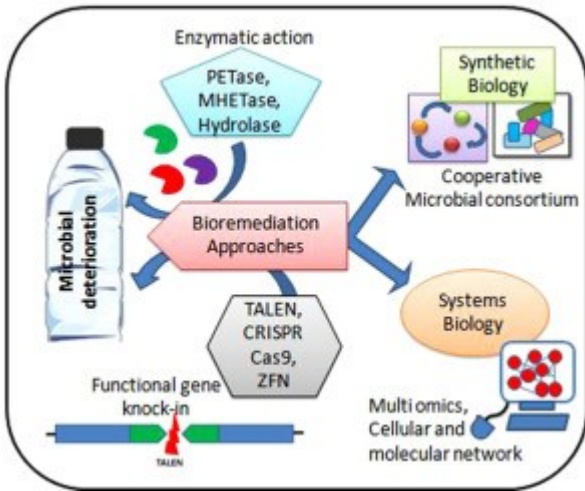 Enzymatic action
PETase,
MHETase,
Hydrolase
Synthetic
Biology
Cooperative
Microbial consortium
Microbial
deterioration
Bioremediation
Approaches
TALEN,
CRISPR
Cas9,
ZFN
Systems
Biology
Functional gene
knock-in
TALEN
Multi omics,
Cellular and
molecular network